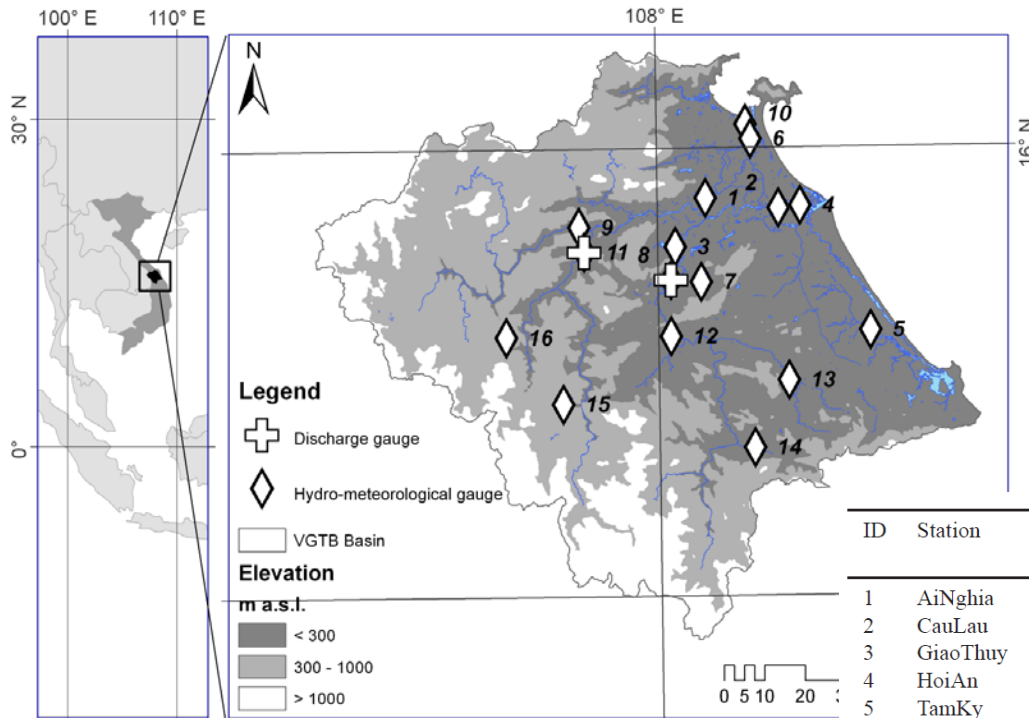 100° E 110° E
108° E
N
30° N
16° N
0°
10
6
2
1
4
9
11
8
3
7
5
16
12
13
15
14
Legend
Discharge gauge
Hydro-meteorological gauge
VGTB Basin
Elevation
m a.s.l.
< 300
300 - 1000
> 1000
0 5 10 20
ID Station
1 AiNghia
2 CauLau
3 GiaoThuy
4 HoiAn
5 TamKy